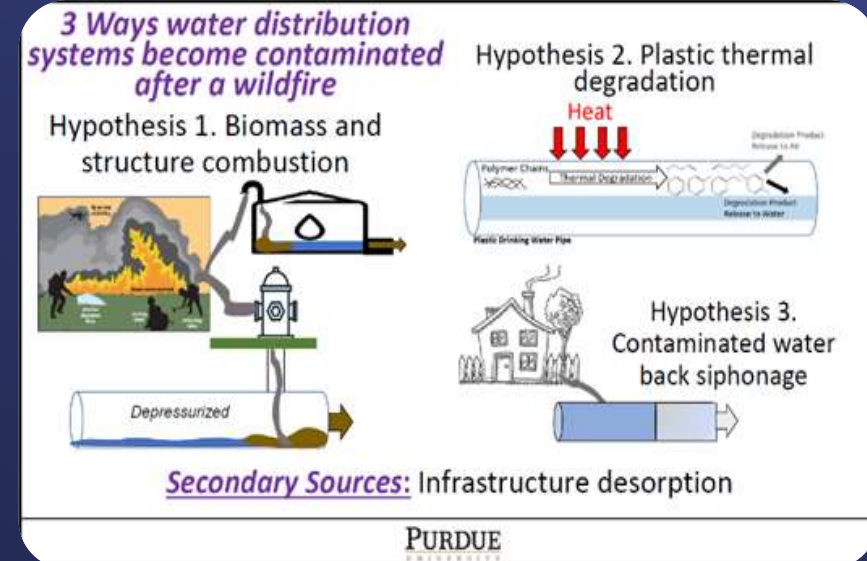 3 Ways water distribution
systems become contaminated
after a wildfire
Hypothesis 1. Biomass and
structure combustion
Depressurized
Hypothesis 2. Plastic thermal
degradation
Heat
Polymer Chains
Thermal Degradation
Degradation Product
Release to Air
Degradation Product
Release to Water
Plastic Drinking Water Pipe
Hypothesis 3.
Contaminated water
back siphonage
Secondary Sources: Infrastructure desorption
PURDUE
UNIVERSITY